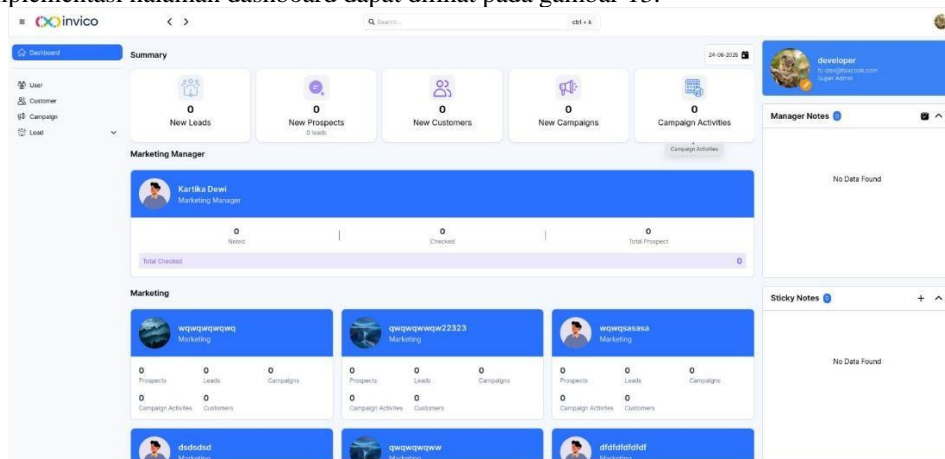 implementasi halaman dashboard dapat dilihat pada gambar 15.
invico
Search...
ctrl + k
Dashboard
User
Customer
Campaign
Lead
Summary
24-06-2025
0
New Leads
0
New Prospects
0 leads
0
New Customers
0
New Campaigns
0
Campaign Activities
Campaign Activities
Marketing Manager
Kartika Dewi
Marketing Manager
0
Noted
0
Checked
0
Total Prospect
Total Checked 0
Marketing
wqwqwqwqwq
Marketing
0 0 0
Prospects Leads Campaigns
0 0
Campaign Activities Customers
qwqwqwwqw22323
Marketing
0 0 0
Prospects Leads Campaigns
0 0
Campaign Activities Customers
wqwqsasasa
Marketing
0 0 0
Prospects Leads Campaigns
0 0
Campaign Activities Customers
dsdsdsd
Marketing
qwqwqwqww
Marketing
dfdfdfdfdfdf
Marketing
developer
Super Admin
Manager Notes 0
No Data Found
Sticky Notes 0
No Data Found